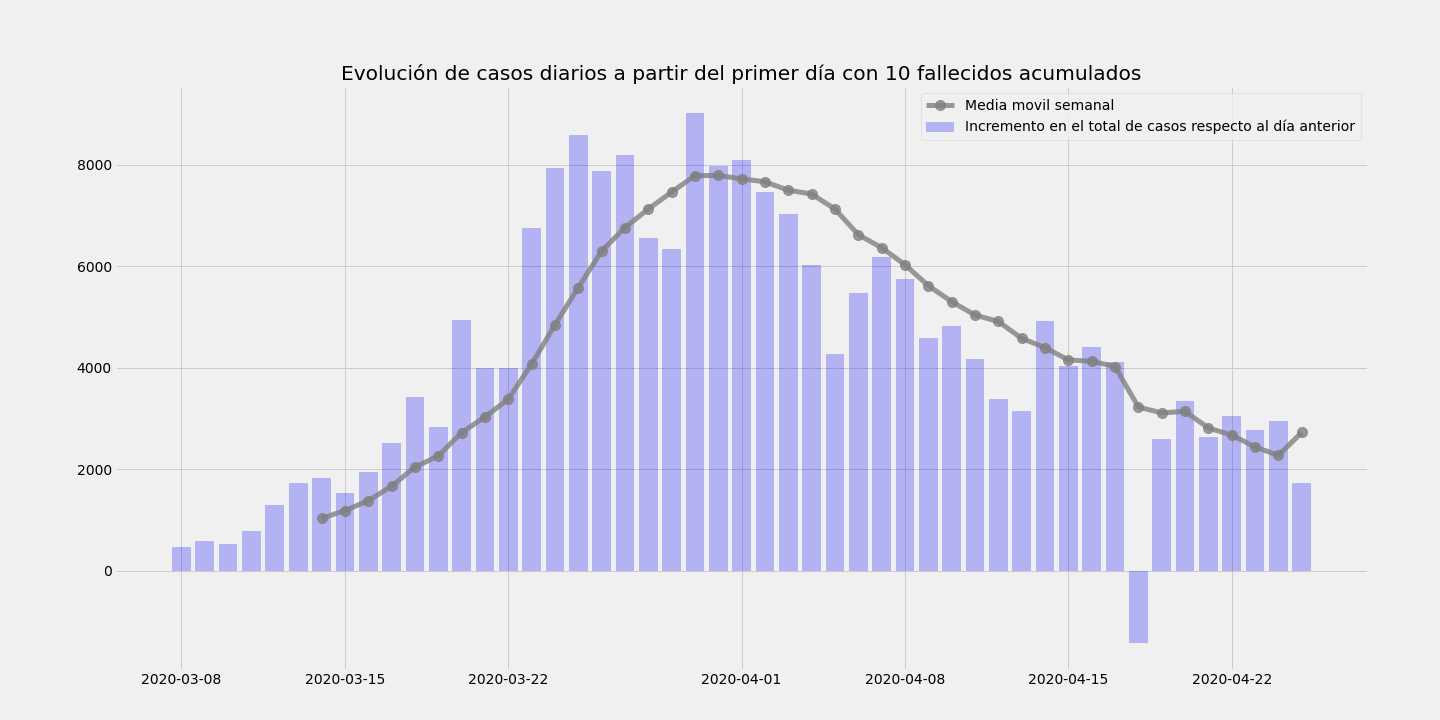 Evolución de casos diarios a partir del primer día con 10 fallecidos acumulados
Media movil semanal
Incremento en el total de casos respecto al día anterior
8000
6000
4000
2000
0
2020-03-08 2020-03-15 2020-03-22 2020-04-01 2020-04-08 2020-04-15 2020-04-22